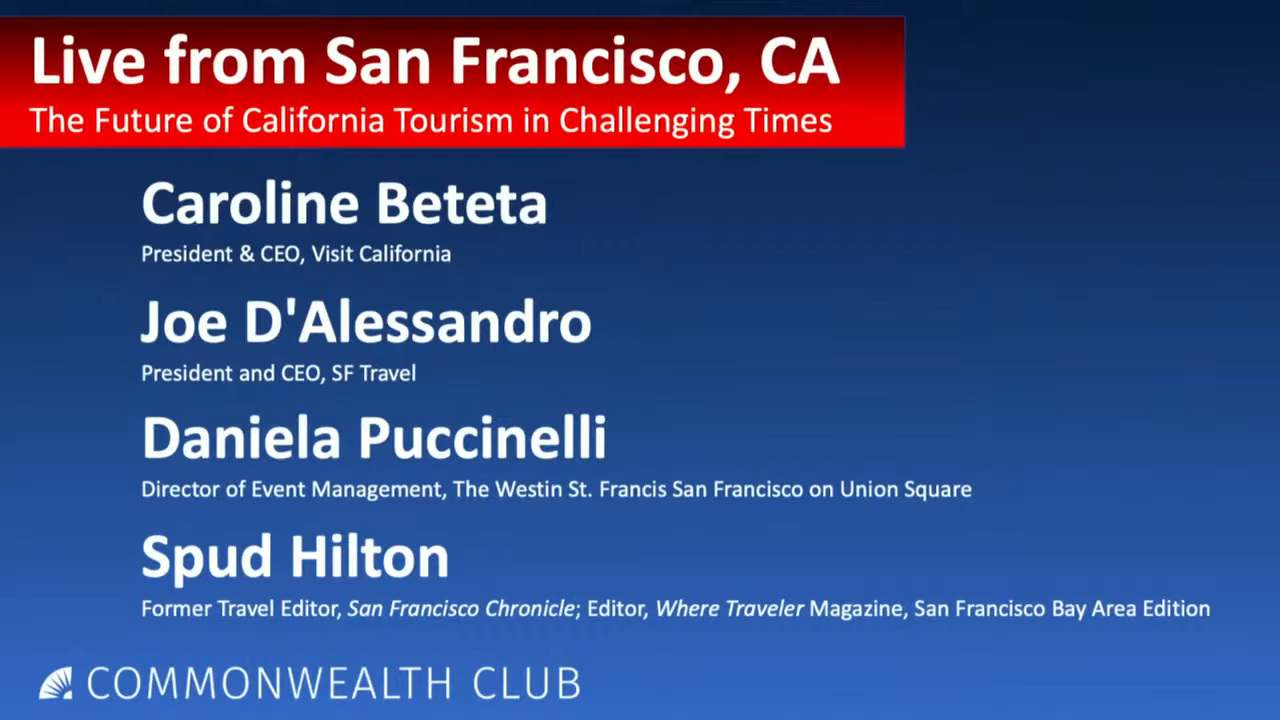 Live from San Francisco, CA
The Future of California Tourism in Challenging Times
Caroline Beteta
President & CEO, Visit California
Joe D'Alessandro
President and CEO, SF Travel
Daniela Puccinelli
Director of Event Management, The Westin St. Francis San Francisco on Union Square
Spud Hilton
Former Travel Editor, San Francisco Chronicle; Editor, Where Traveler Magazine, San Francisco Bay Area Edition
COMMONWEALTH CLUB